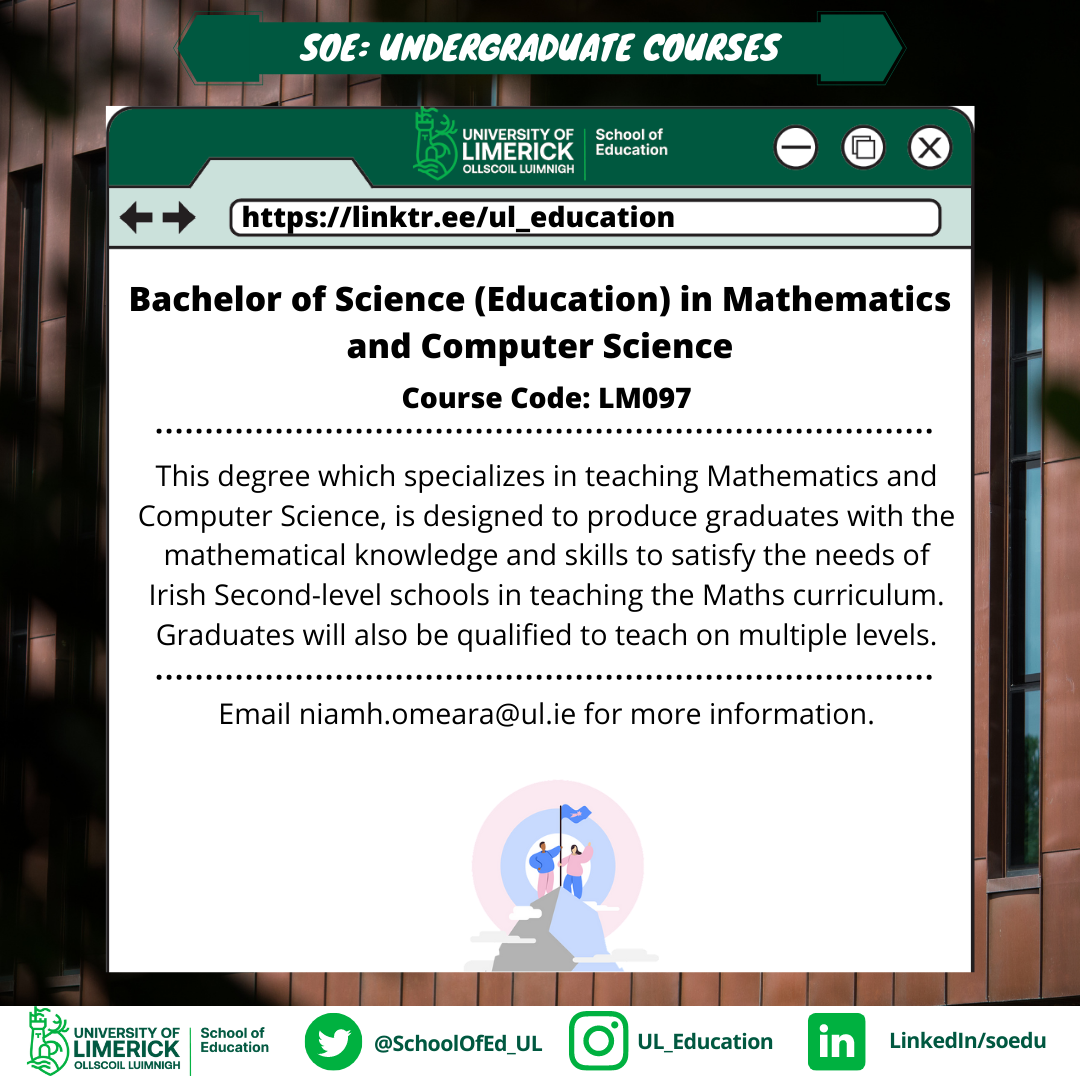 SOE: UNDERGRADUATE COURSES
UNIVERSITY OF
LIMERICK
OLLSCOIL LUIMNIGH
School of
Education
https://linktr.ee/ul_education
Bachelor of Science (Education) in Mathematics
and Computer Science
Course Code: LM097
This degree which specializes in teaching Mathematics and
Computer Science, is designed to produce graduates with the
mathematical knowledge and skills to satisfy the needs of
Irish Second-level schools in teaching the Maths curriculum.
Graduates will also be qualified to teach on multiple levels.
Email niamh.omeara@ul.ie for more information.
UNIVERSITY OF
LIMERICK
OLLSCOIL LUIMNIGH
School of
Education
@SchoolOfEd_UL
UL_Education
in
LinkedIn/soedu